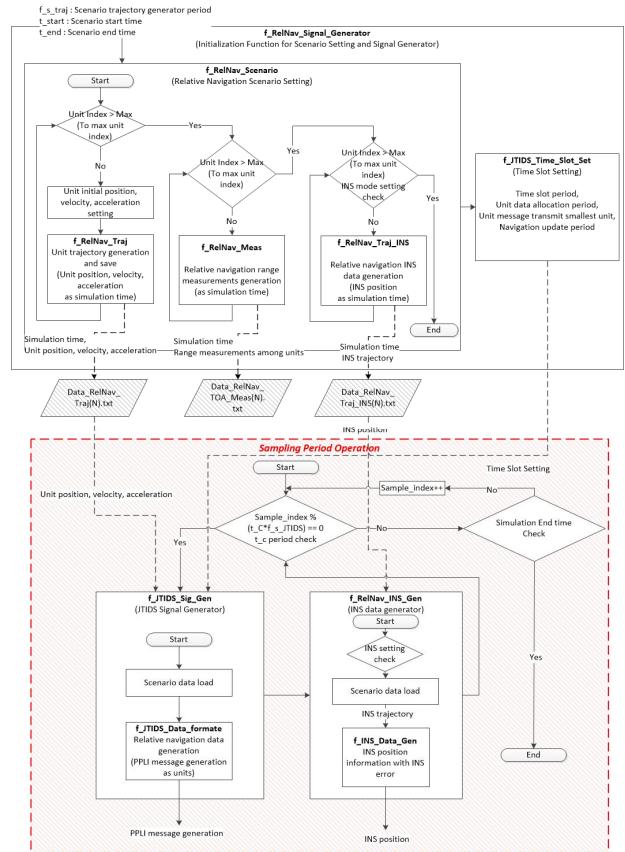 f_s_traj : Scenario trajectory generator period
t_start : Scenario start time
t_end : Scenario end time
f_RelNav_Signal_Generator
(Initialization Function for Scenario Setting and Signal Generator)
f_RelNav_Scenario
(Relative Navigation Scenario Setting)
Start
Unit Index > Max
(To max unit
index)
Yes
No
Unit initial position,
velocity, acceleration
setting
f_RelNav_Traj
Unit trajectory generation
and save
(Unit position, velocity,
acceleration
as simulation time)
Unit Index > Max
(To max unit
index)
Yes
No
f_RelNav_Meas
Relative navigation range
measurements generation
(as simulation time)
Unit Index > Max
(To max unit
index)
INS mode setting
check
Yes
No
f_RelNav_Traj_INS
Relative navigation INS
data generation
(INS position
as simulation time)
End
f_JTIDS_Time_Slot_Set
(Time Slot Setting)
Time slot period,
Unit data allocation period,
Unit message transmit smallest unit,
Navigation update period
Simulation time,
Unit position, velocity, acceleration
Simulation time
Range measurements among units
Simulation time
INS trajectory
Data_RelNav_
Traj(N).txt
Data_RelNav_
TOA_Meas(N).
txt
Data_RelNav_
Traj_INS(N).txt
INS position
Sampling Period Operation
Start
Time Slot Setting
Sample_index++
No
Unit position, velocity, acceleration
Sample_index %
(t_C*f_s_JTIDS) == 0
t_c period check
No
Simulation End time
Check
Yes
f_JTIDS_Sig_Gen
(JTIDS Signal Generator)
Start
Scenario data load
f_JTIDS_Data_formate
Relative navigation data
generation
(PPLI message generation
as units)
PPLI message generation
f_RelNav_INS_Gen
(INS data generator)
Start
INS setting
check
Scenario data load
INS trajectory
f_INS_Data_Gen
INS position
information with INS
error
INS position
Yes
End